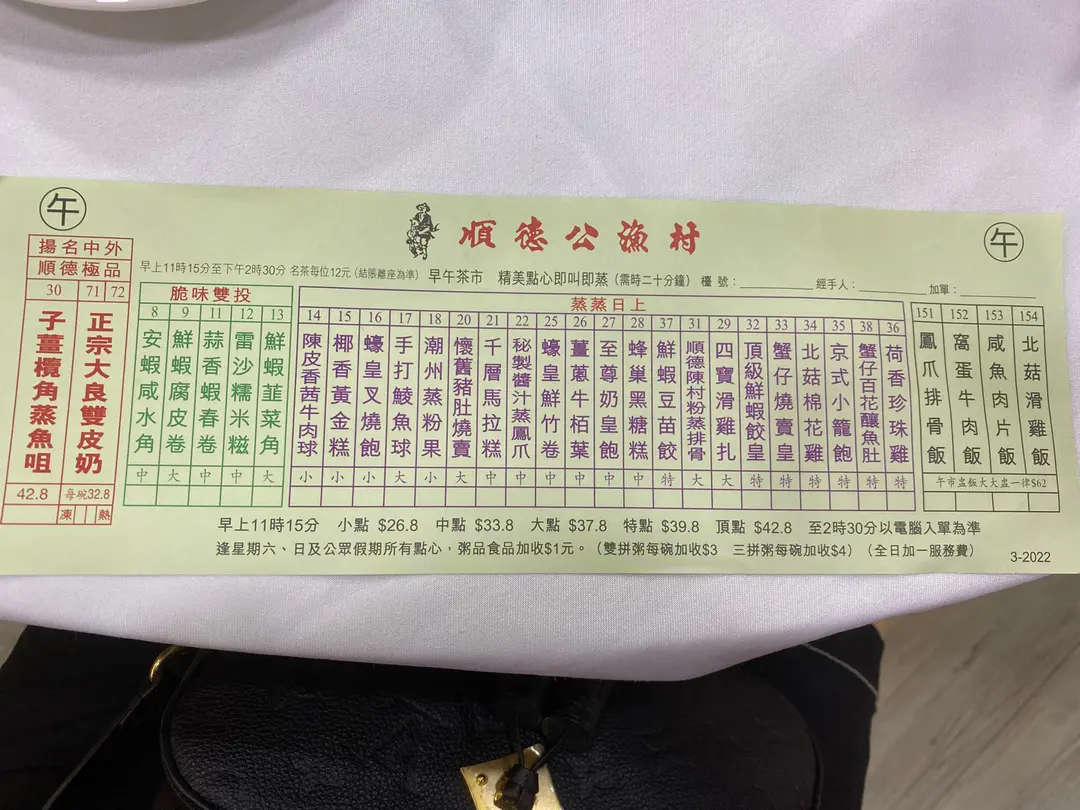 午
順德公漁村
午
揚名中外
順德極品
30 71 72
子薑欖角蒸魚咀
正宗大良雙皮奶
42.8 每碗32.8
凍 熱
早上11時15分至下午2時30分 名茶每位12元(結賬離座為準) 早午茶市 精美點心即叫即蒸(需時二十分鐘) 檯號: 經手人: 加單:
脆味雙投
8 安蝦咸水角 中
9 鮮蝦腐皮卷 大
11 蒜香蝦春卷 中
12 雷沙糯米糍 中
13 鮮蝦韮菜角 大
蒸蒸日上
14 陳皮香茜牛肉球 小
15 椰香黃金糕 小
16 蠔皇叉燒飽 小
17 手打鯪魚球 大
18 潮州蒸粉果 小
20 懷舊豬肚燒賣 大
21 千層馬拉糕 中
22 秘製醬汁蒸鳳爪 中
25 蠔皇鮮竹卷 中
26 薑蔥牛栢葉 中
27 至尊奶皇飽 中
28 蜂巢黑糖糕 中
37 鮮蝦豆苗餃 特
31 順德陳村粉蒸排骨 大
29 四寶滑雞扎 大
32 頂級鮮蝦餃皇 特
33 蟹仔燒賣皇 特
34 北菇棉花雞 特
35 京式小籠飽 特
38 蟹仔百花釀魚肚 特
36 荷香珍珠雞 特
151 鳳爪排骨飯
152 窩蛋牛肉飯
153 咸魚肉片飯
154 北菇滑雞飯
午市盅飯大大盅一律$62
早上11時15分 小點 $26.8 中點 $33.8 大點 $37.8 特點 $39.8 頂點 $42.8 至2時30分以電腦入單為準
逢星期六、日及公眾假期所有點心,粥品食品加收$1元。(雙拼粥每碗加收$3 三拼粥每碗加收$4)(全日加一服務費)
3-2022